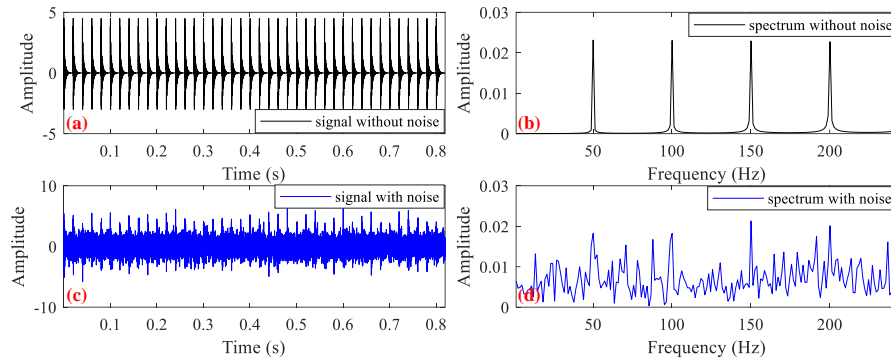 5
0
-5
Amplitude
(a)
signal without noise
0.1 0.2 0.3 0.4 0.5 0.6 0.7 0.8
Time (s)
0.03
0.02
0.01
0
Amplitude
(b)
spectrum without noise
50 100 150 200
Frequency (Hz)
10
0
-10
Amplitude
(c)
signal with noise
0.1 0.2 0.3 0.4 0.5 0.6 0.7 0.8
Time (s)
0.03
0.02
0.01
0
Amplitude
(d)
spectrum with noise
50 100 150 200
Frequency (Hz)